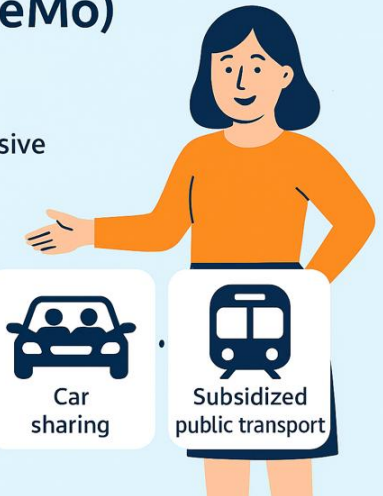 eMo)
sive
Car
sharing
Subsidized
public transport